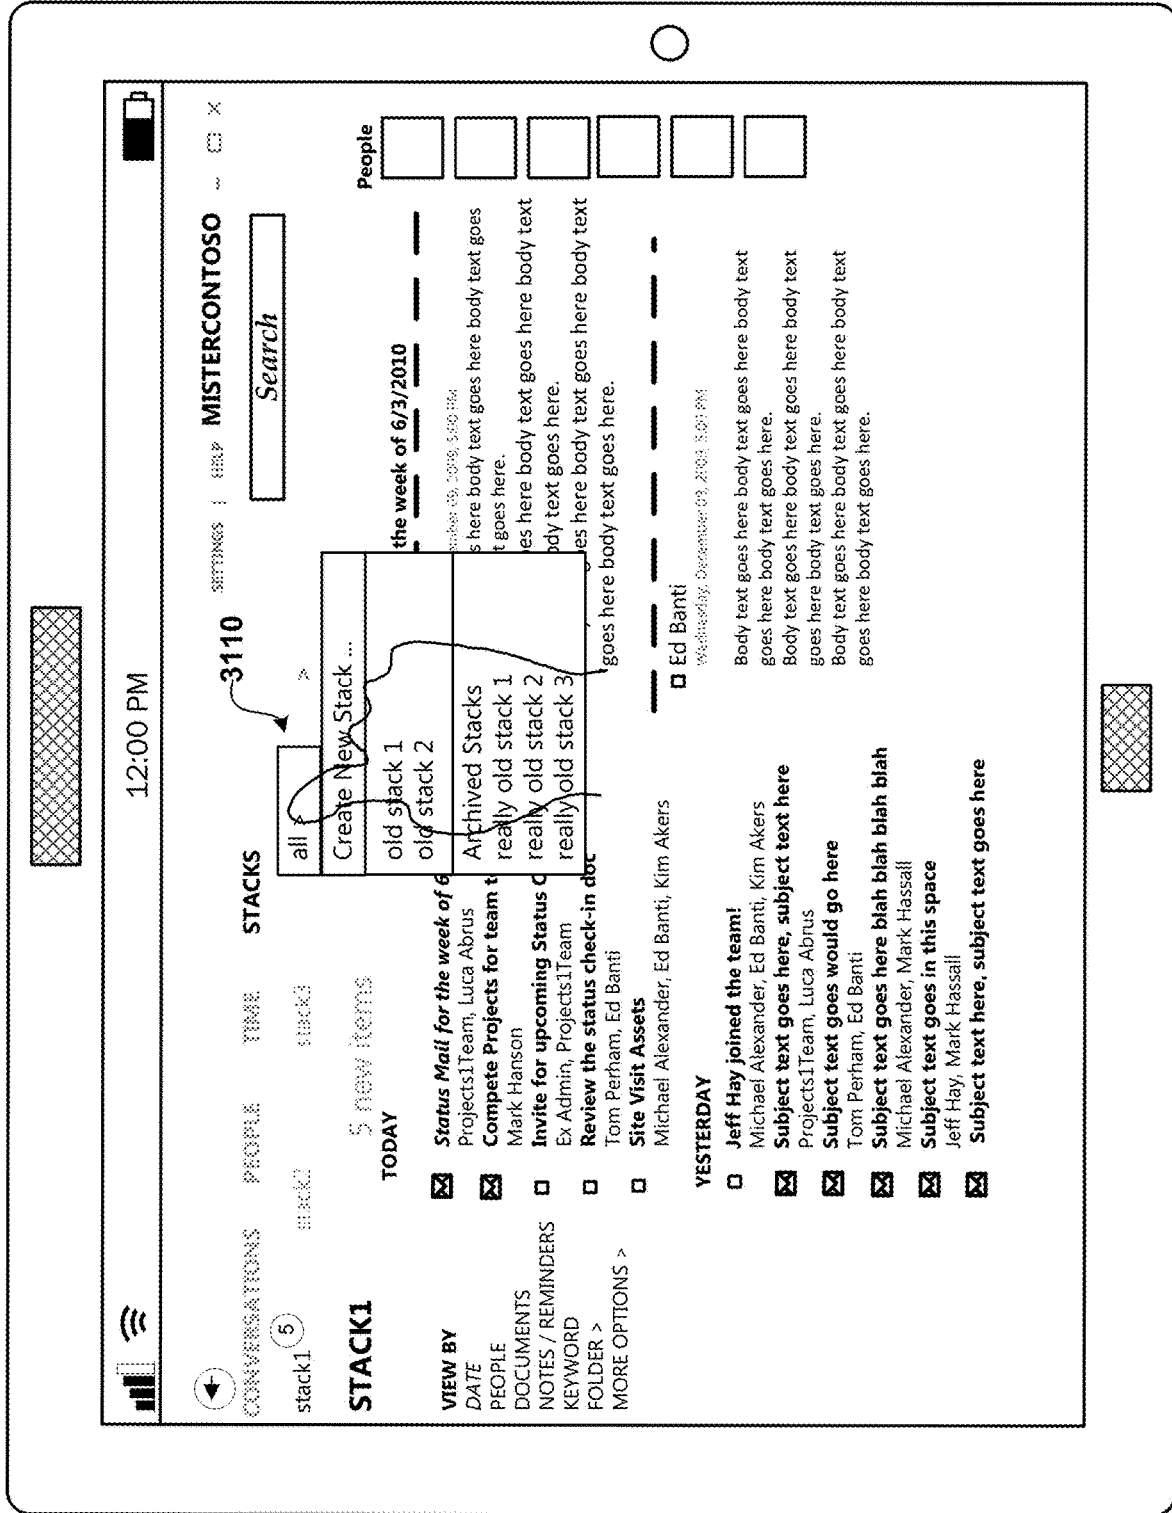 12:00 PM
SETTINGS | HELP MISTERCONTOSO
CONVERSATIONS PEOPLE TIME STACKS
3110
Search
stack1 5 stack2 stack3 all > >
Create New Stack ...
old stack 1
old stack 2
Archived Stacks
really old stack 1
really old stack 2
really old stack 3
STACK1
5 new items
VIEW BY
DATE
PEOPLE
DOCUMENTS
NOTES / REMINDERS
KEYWORD
FOLDER >
MORE OPTIONS >
TODAY
Status Mail for the week of 6
Projects1Team, Luca Abrus
Compete Projects for team t
Mark Hanson
Invite for upcoming Status C
Ex Admin, Projects1Team
Review the status check-in doc
Tom Perham, Ed Banti
Site Visit Assets
Michael Alexander, Ed Banti, Kim Akers
YESTERDAY
Jeff Hay joined the team!
Michael Alexander, Ed Banti, Kim Akers
Subject text goes here, subject text here
Projects1Team, Luca Abrus
Subject text goes would go here
Tom Perham, Ed Banti
Subject text goes here blah blah blah blah
Michael Alexander, Mark Hassall
Subject text goes in this space
Jeff Hay, Mark Hassall
Subject text here, subject text goes here
the week of 6/3/2010
5:00 PM
s here body text goes here body text goes
t goes here.
oes here body text goes here body text
ody text goes here.
oes here body text goes here body text
goes here body text goes here.
Ed Banti
Wednesday, December 09, 2009, 5:00 PM
Body text goes here body text goes here body text
goes here body text goes here.
Body text goes here body text goes here body text
goes here body text goes here.
Body text goes here body text goes here body text
goes here body text goes here.
People